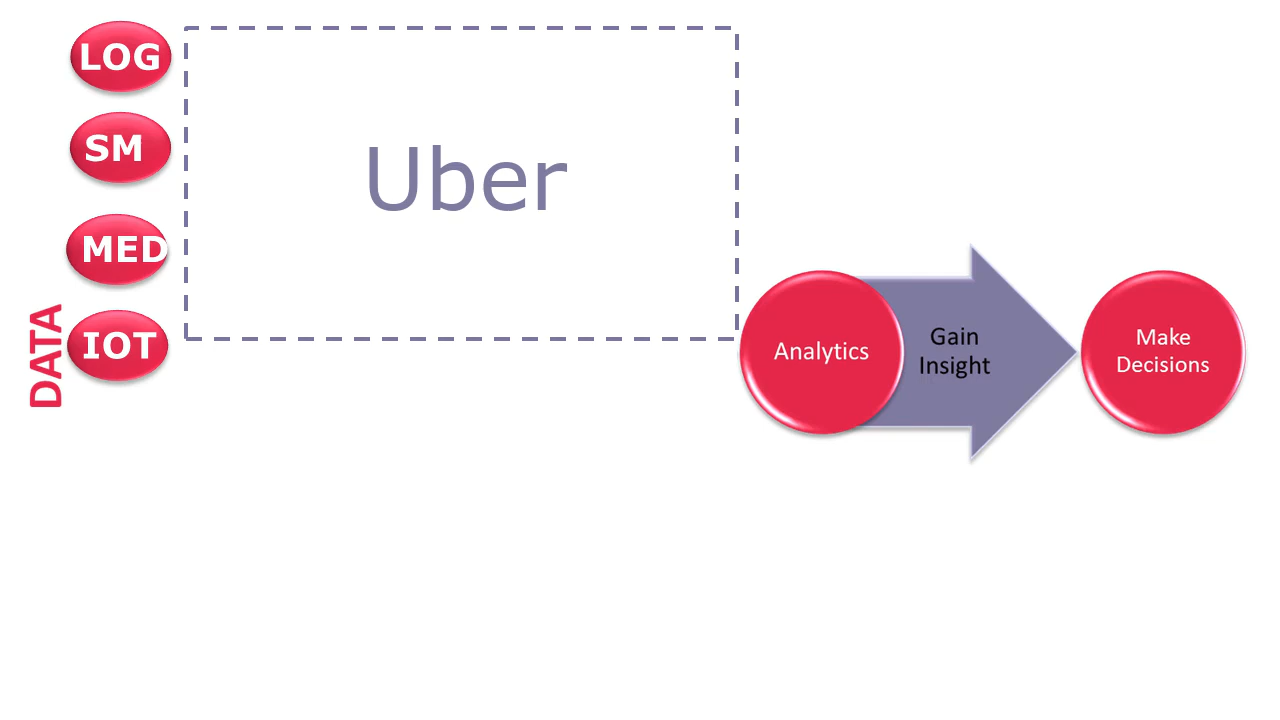 LOG
SM
MED
IOT
DATA
Uber
Analytics
Gain
Insight
Make
Decisions